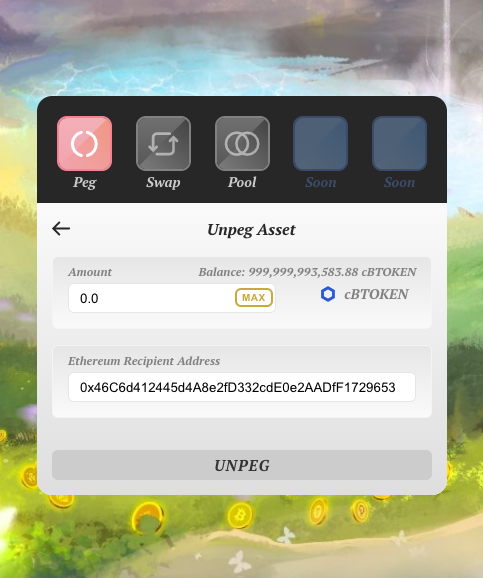 Peg Swap Pool Soon Soon
Unpeg Asset
Amount Balance: 999,999,993,583.88 cBTOKEN
0.0 MAX cBTOKEN
Ethereum Recipient Address
0x46C6d412445d4A8e2fD332cdE0e2AADfF1729653
UNPEG